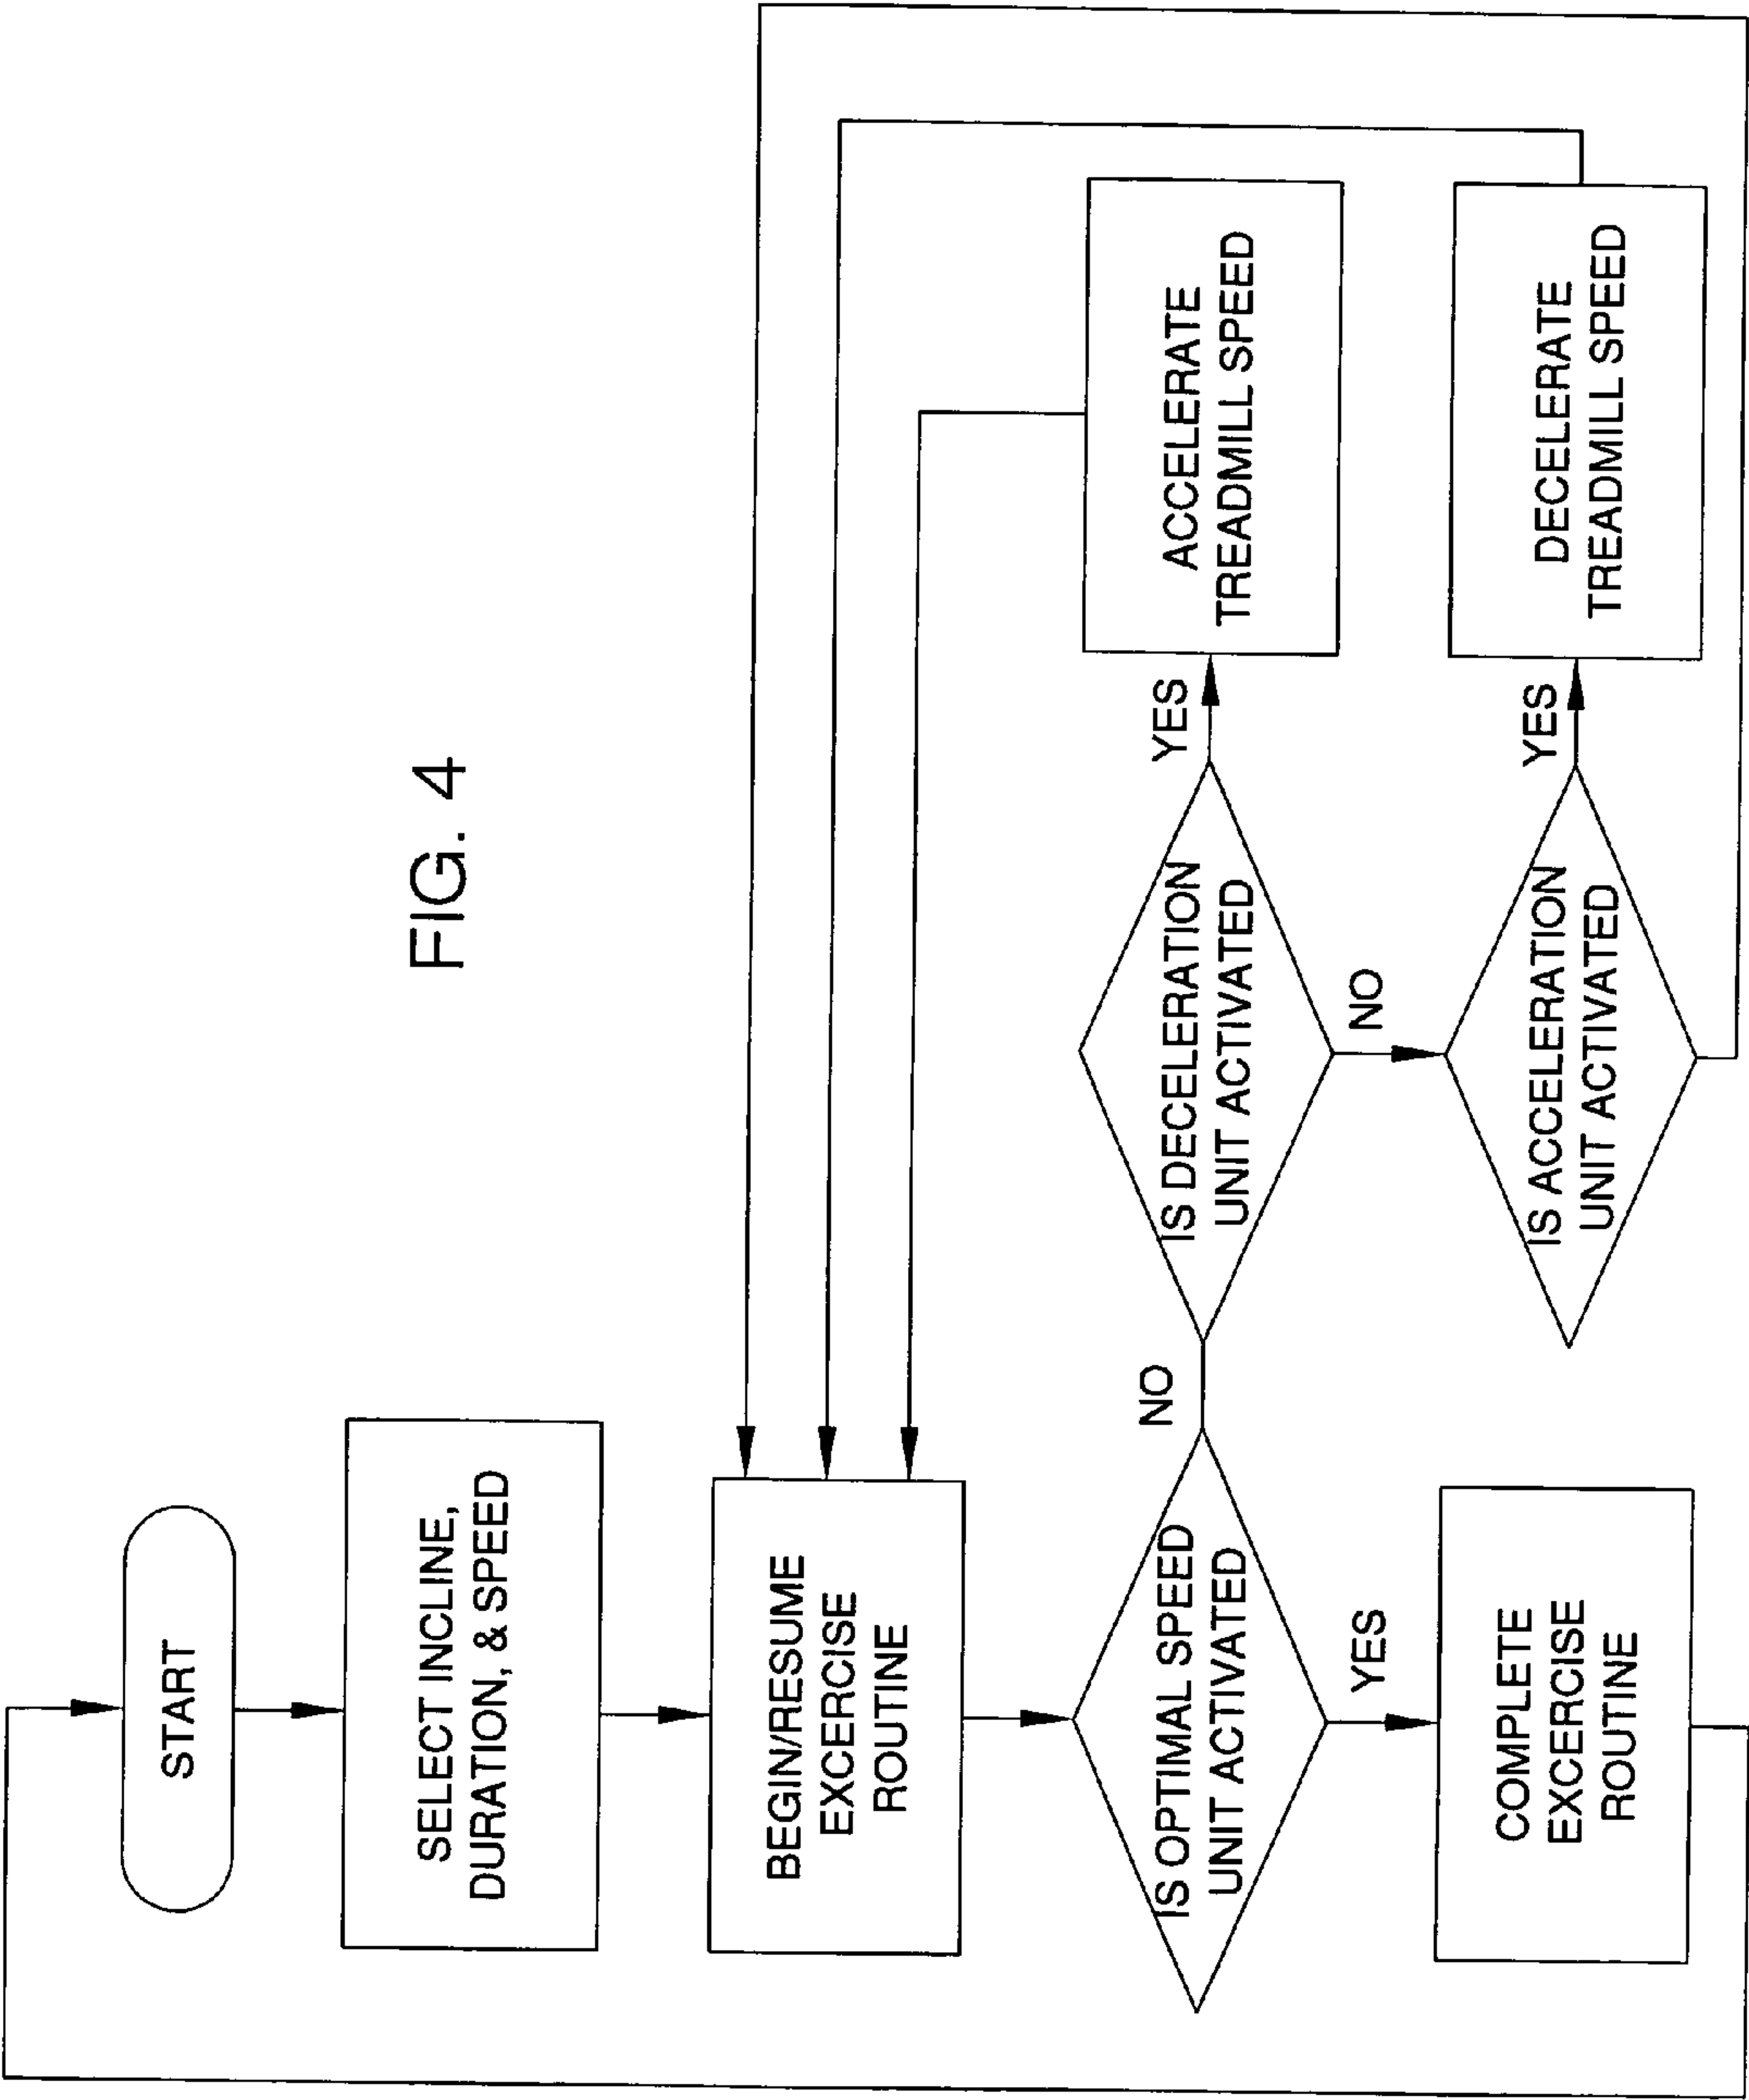 FIG. 4
START
SELECT INCLINE,
DURATION, & SPEED
BEGIN/RESUME
EXCERCISE
ROUTINE
IS OPTIMAL SPEED
UNIT ACTIVATED
NO
YES
COMPLETE
EXCERCISE
ROUTINE
IS DECELERATION
UNIT ACTIVATED
YES
NO
ACCELERATE
TREADMILL SPEED
IS ACCELERATION
UNIT ACTIVATED
YES
DECELERATE
TREADMILL SPEED